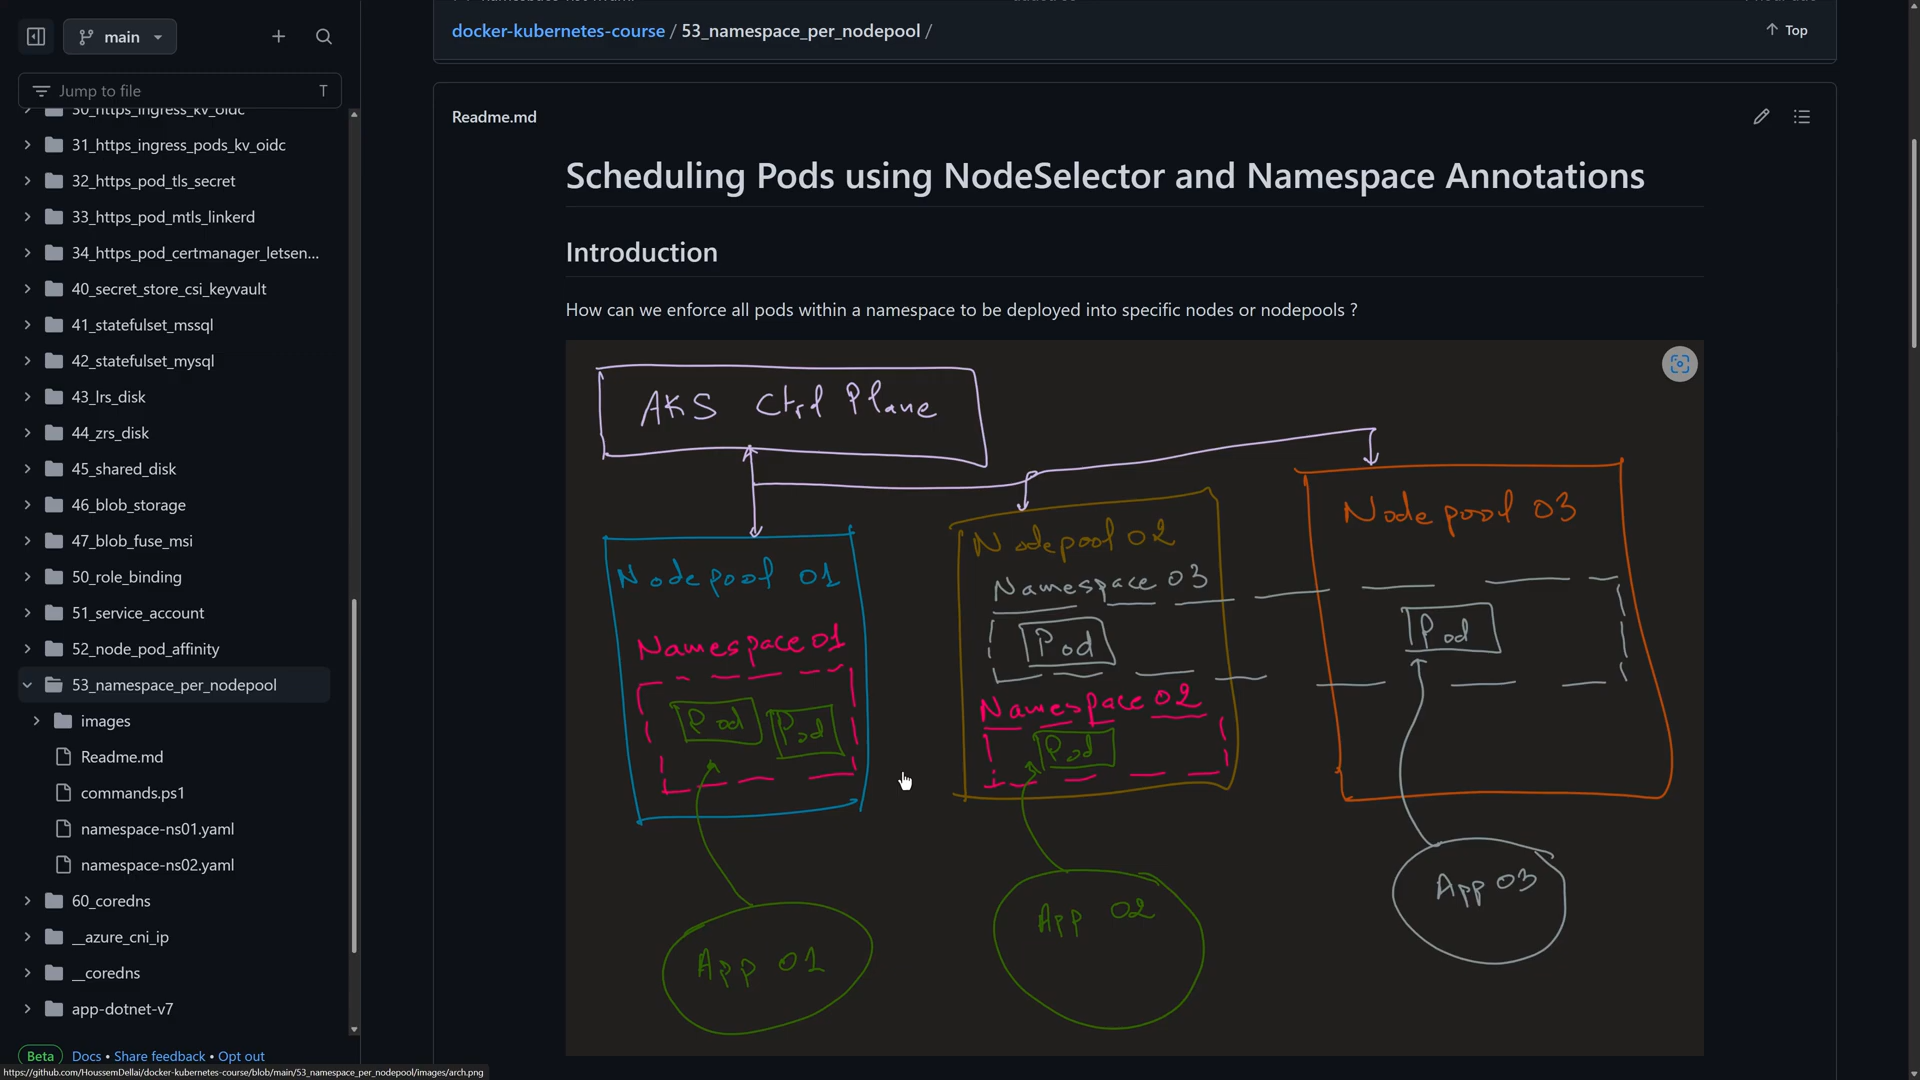 main
Jump to file
T
30_https_ingress_kv_oidc
31_https_ingress_pods_kv_oidc
32_https_pod_tls_secret
33_https_pod_mtls_linkerd
34_https_pod_certmanager_letsen...
40_secret_store_csi_keyvault
41_statefulset_mssql
42_statefulset_mysql
43_lrs_disk
44_zrs_disk
45_shared_disk
46_blob_storage
47_blob_fuse_msi
50_role_binding
51_service_account
52_node_pod_affinity
53_namespace_per_nodepool
images
Readme.md
commands.ps1
namespace-ns01.yaml
namespace-ns02.yaml
60_coredns
__azure_cni_ip
__coredns
app-dotnet-v7
Beta Docs • Share feedback • Opt out
https://github.com/HoussemDellai/docker-kubernetes-course/blob/main/53_namespace_per_nodepool/images/arch.png
docker-kubernetes-course / 53_namespace_per_nodepool /
Top
Readme.md
Scheduling Pods using NodeSelector and Namespace Annotations
Introduction
How can we enforce all pods within a namespace to be deployed into specific nodes or nodepools ?
AKS Ctrl Plane
Nodepool 01
Namespace 01
Pod Pod
App 01
Nodepool 02
Namespace 03
Pod
Namespace 02
Pod
App 02
Nodepool 03
Pod
App 03